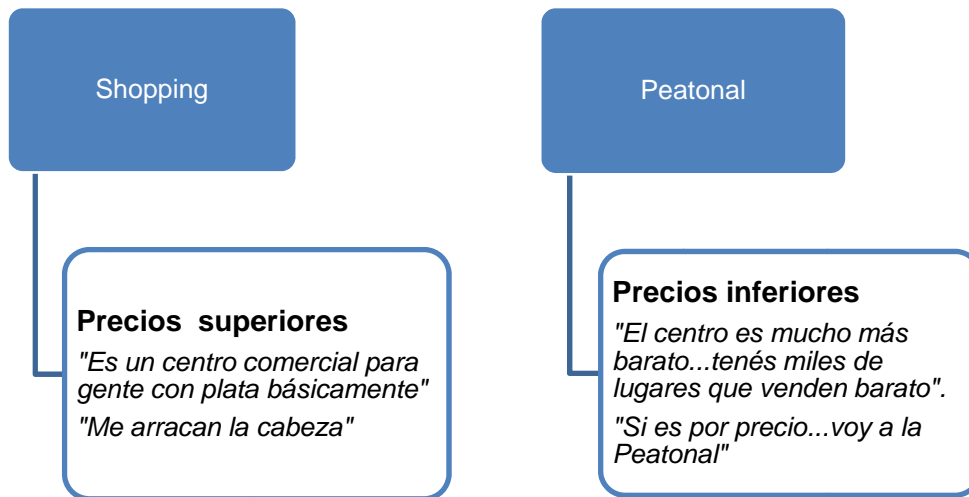 Shopping
Precios superiores
"Es un centro comercial para
gente con plata básicamente"
"Me arracan la cabeza"
Peatonal
Precios inferiores
"El centro es mucho más
barato...tenés miles de
lugares que venden barato".
"Si es por precio...voy a la
Peatonal"